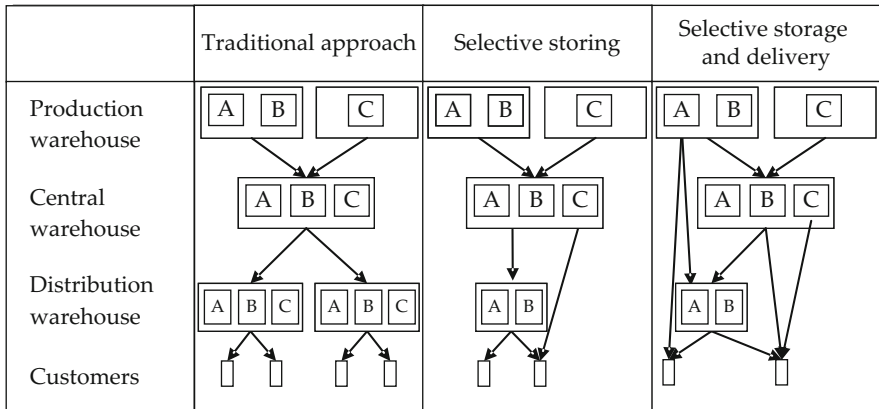 Traditional approach
Selective storing
Selective storage
and delivery
Production
warehouse
A B
C
A B
C
A B
C
Central
warehouse
A B C
A B C
A B C
Distribution
warehouse
A B C
A B C
A B
A B
Customers